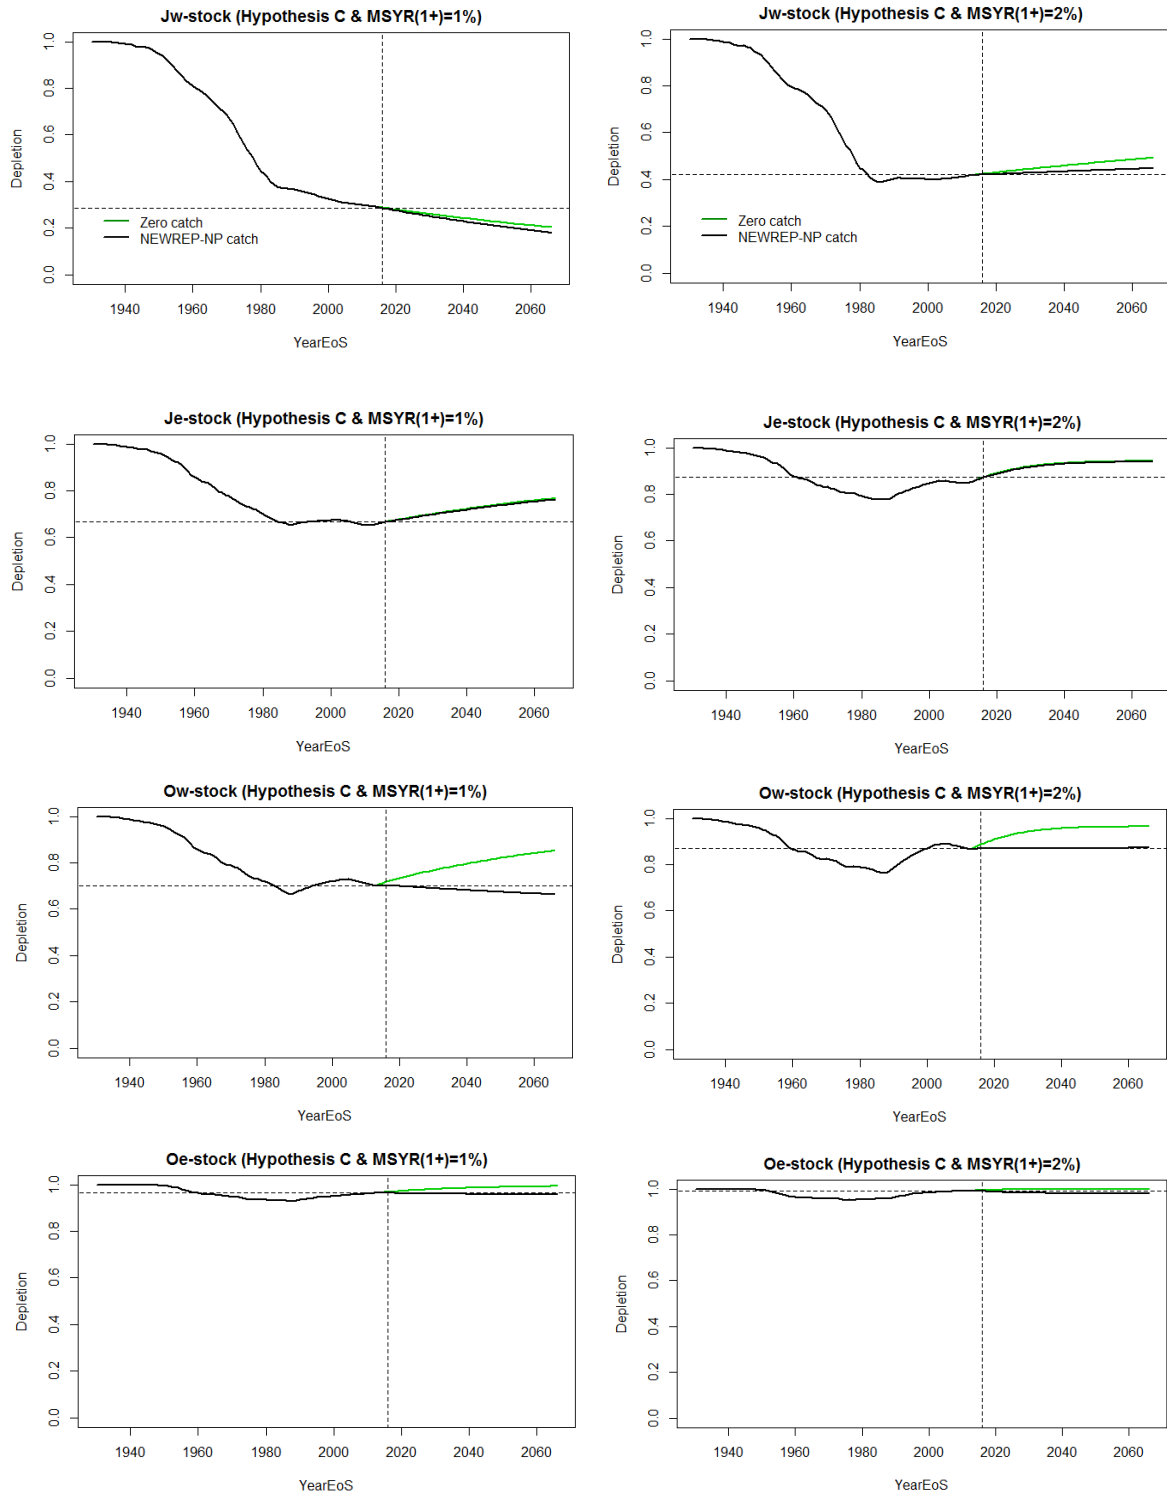 Jw-stock (Hypothesis C & MSYR(1+)=1%)
Depletion
1.0
0.8
0.6
0.4
0.2
0.0
Zero catch
NEWREP-NP catch
1940 1960 1980 2000 2020 2040 2060
YearEoS
Jw-stock (Hypothesis C & MSYR(1+)=2%)
Depletion
1.0
0.8
0.6
0.4
0.2
0.0
Zero catch
NEWREP-NP catch
1940 1960 1980 2000 2020 2040 2060
YearEoS
Je-stock (Hypothesis C & MSYR(1+)=1%)
Depletion
1.0
0.8
0.6
0.4
0.2
0.0
1940 1960 1980 2000 2020 2040 2060
YearEoS
Je-stock (Hypothesis C & MSYR(1+)=2%)
Depletion
1.0
0.8
0.6
0.4
0.2
0.0
1940 1960 1980 2000 2020 2040 2060
YearEoS
Ow-stock (Hypothesis C & MSYR(1+)=1%)
Depletion
1.0
0.8
0.6
0.4
0.2
0.0
1940 1960 1980 2000 2020 2040 2060
YearEoS
Ow-stock (Hypothesis C & MSYR(1+)=2%)
Depletion
1.0
0.8
0.6
0.4
0.2
0.0
1940 1960 1980 2000 2020 2040 2060
YearEoS
Oe-stock (Hypothesis C & MSYR(1+)=1%)
Depletion
1.0
0.8
0.6
0.4
0.2
0.0
1940 1960 1980 2000 2020 2040 2060
YearEoS
Oe-stock (Hypothesis C & MSYR(1+)=2%)
Depletion
1.0
0.8
0.6
0.4
0.2
0.0
1940 1960 1980 2000 2020 2040 2060
YearEoS